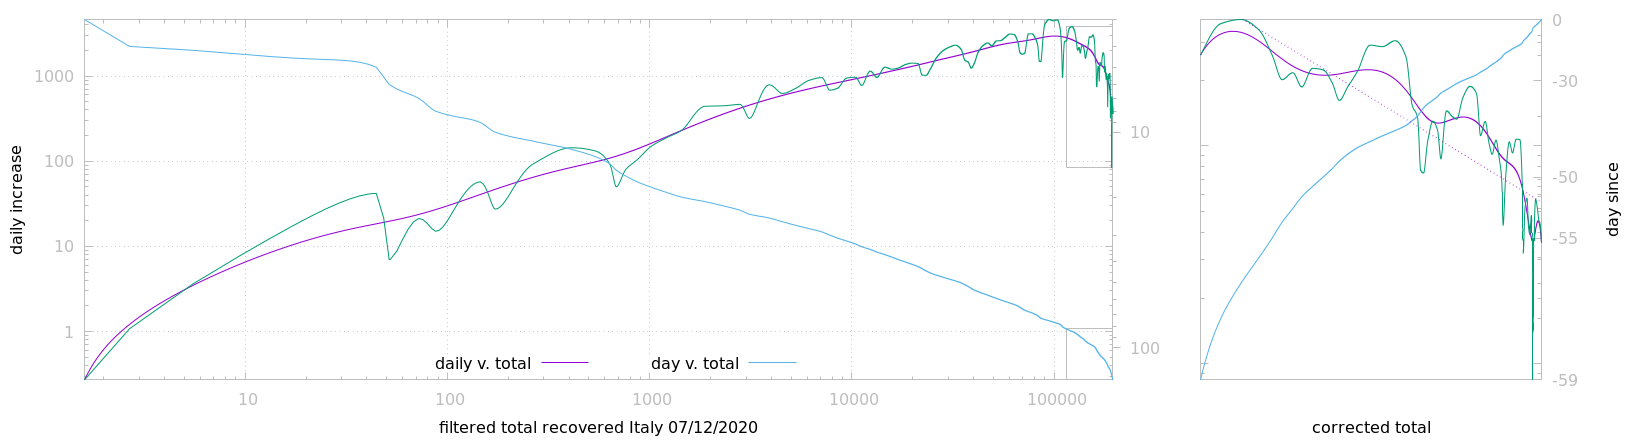 daily increase
1000
100
10
1
10
100
1000
10000
100000
daily v. total
day v. total
10
100
filtered total recovered Italy 07/12/2020
0
-30
-50
-55
-59
day since
corrected total